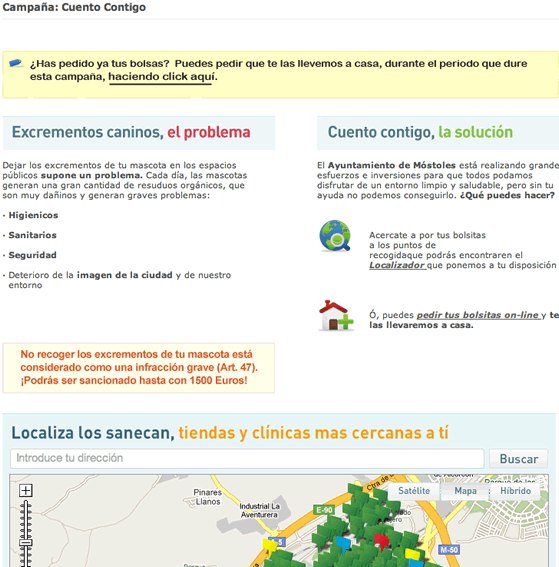 Campaña: Cuento Contigo
¿Has pedido ya tus bolsas? Puedes pedir que te las llevemos a casa, durante el periodo que dure
esta campaña, haciendo click aquí.
Excrementos caninos, el problema
Dejar los excrementos de tu mascota en los espacios
públicos supone un problema. Cada día, las mascotas
generan una gran cantidad de resuduos orgánicos, que
son muy dañinos y generan graves problemas:
· Higienicos
· Sanitarios
· Seguridad
· Deterioro de la imagen de la ciudad y de nuestro
entorno
No recoger los excrementos de tu mascota está
considerado como una infracción grave (Art. 47).
¡Podrás ser sancionado hasta con 1500 Euros!
Cuento contigo, la solución
El Ayuntamiento de Móstoles está realizando grande
esfuerzos e inversiones para que todos podamos
disfrutar de un entorno limpio y saludable, pero sin tu
ayuda no podemos conseguirlo. ¿Qué puedes hacer?
Acercate a por tus bolsitas
a los puntos de
recogidaque podrás encontraren el
Localizador que ponemos a tu disposición
Ó, puedes pedir tus bolsitas on-line y te
las llevaremos a casa.
Localiza los sanecan, tiendas y clínicas mas cercanas a tí
Introduce tu dirección
Buscar
Satélite
Mapa
Híbrido
Pinares
Llanos
Industrial La
Aventurera
Ctra de
E-90
M-50